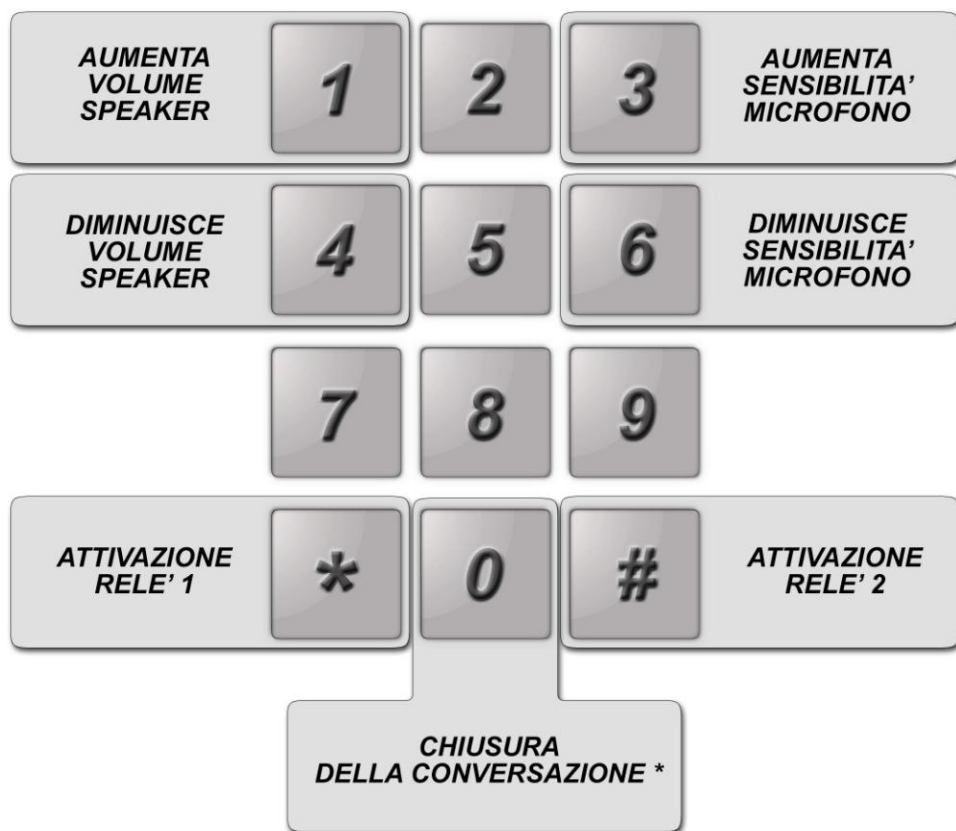 AUMENTA
VOLUME
SPEAKER
1
2
3
AUMENTA
SENSIBILITA'
MICROFONO
DIMINUISCE
VOLUME
SPEAKER
4
5
6
DIMINUISCE
SENSIBILITA'
MICROFONO
7
8
9
ATTIVAZIONE
RELE' 1
*
0
#
ATTIVAZIONE
RELE' 2
CHIUSURA
DELLA CONVERSAZIONE *